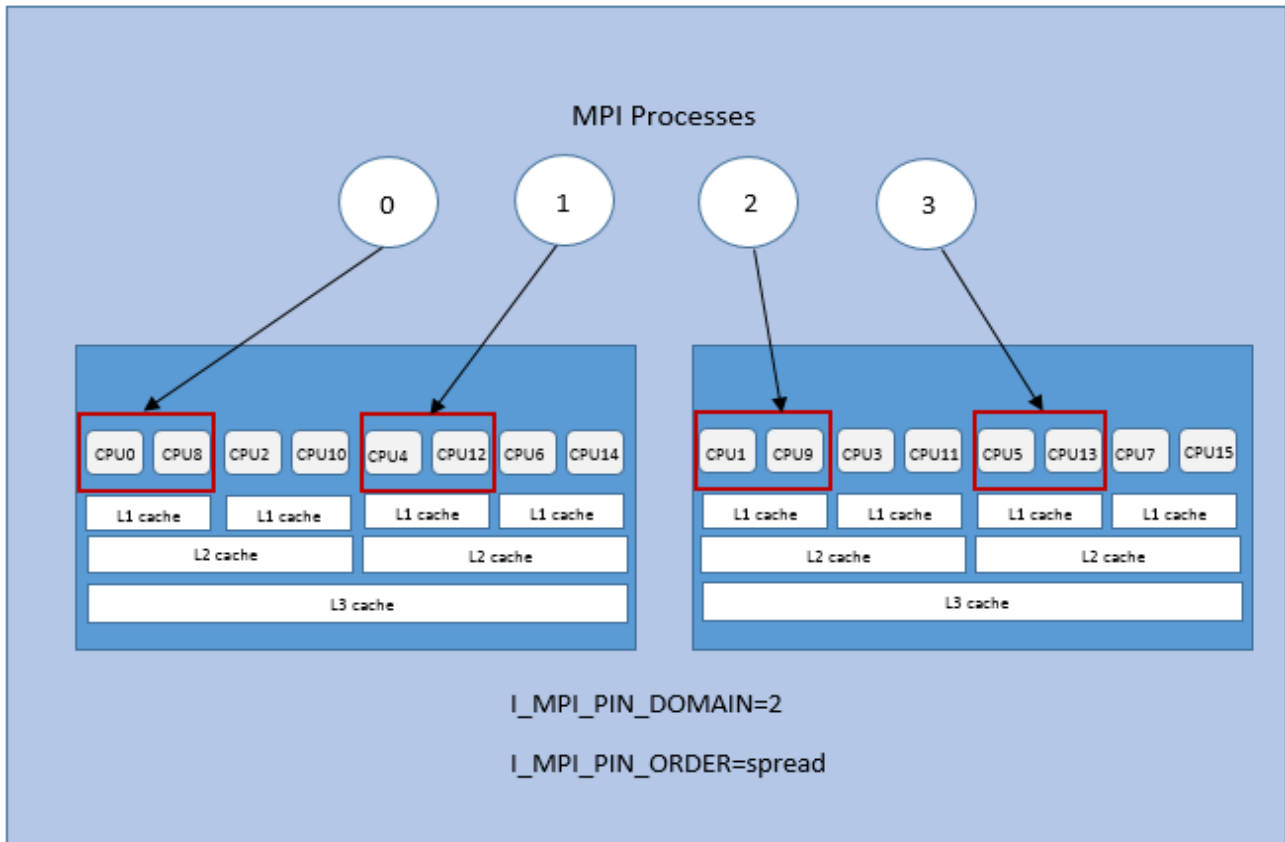 MPI Processes
0 1 2 3
CPU0 CPU8 CPU2 CPU10 CPU4 CPU12 CPU6 CPU14 CPU1 CPU9 CPU3 CPU11 CPU5 CPU13 CPU7 CPU15
L1 cache L1 cache L1 cache L1 cache L1 cache L1 cache L1 cache L1 cache
L2 cache L2 cache L2 cache L2 cache
L3 cache L3 cache
I_MPI_PIN_DOMAIN=2
I_MPI_PIN_ORDER=spread